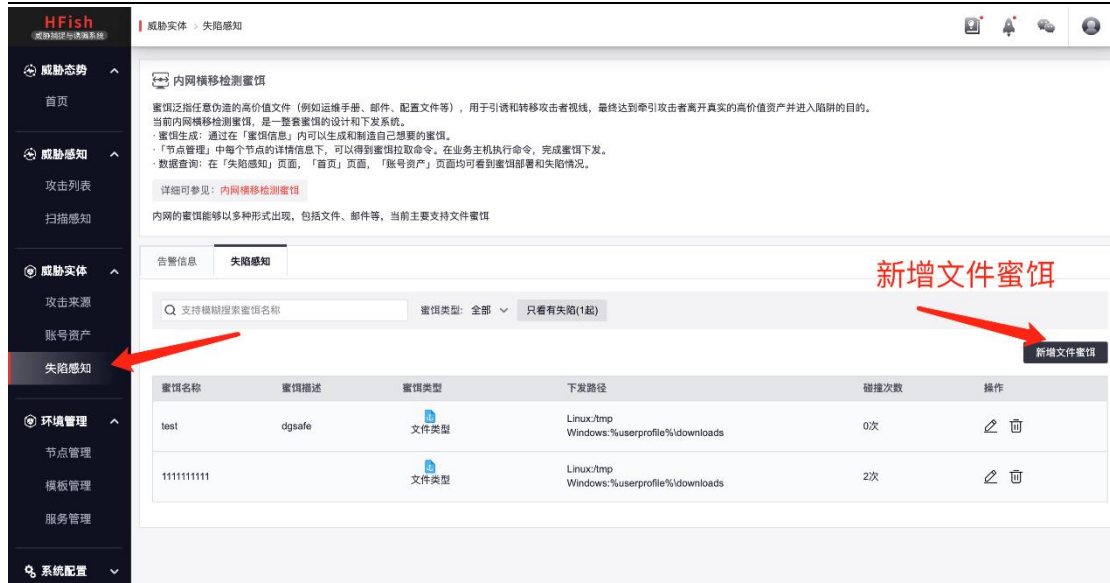 HFish
威胁捕捉与诱骗系统
威胁实体 > 失陷感知
威胁态势
首页
威胁感知
攻击列表
扫描感知
威胁实体
攻击来源
账号资产
失陷感知
环境管理
节点管理
模板管理
服务管理
系统配置
内网横移检测蜜饵
蜜饵泛指任意伪造的高价值文件（例如运维手册、邮件、配置文件等），用于引诱和转移攻击者视线，最终达到牵引攻击者离开真实的高价值资产并进入陷阱的目的。
当前内网横移检测蜜饵，是一整套蜜饵的设计和下发系统。
· 蜜饵生成：通过在「蜜饵信息」内可以生成和制造自己想要的蜜饵。
· 「节点管理」中每个节点的详情信息下，可以得到蜜饵拉取命令。在业务主机执行命令，完成蜜饵下发。
· 数据查询：在「失陷感知」页面，「首页」页面，「账号资产」页面均可看到蜜饵部署和失陷情况。
详细可参见：内网横移检测蜜饵
内网的蜜饵能够以多种形式出现，包括文件、邮件等，当前主要支持文件蜜饵
告警信息 失陷感知
新增文件蜜饵
支持模糊搜索蜜饵名称 蜜饵类型: 全部 只看有失陷(1起)
新增文件蜜饵
蜜饵名称 蜜饵描述 蜜饵类型 下发路径 碰撞次数 操作
test dgsafe 文件类型 Linux:/tmp 0次
Windows:%userprofile%\downloads
1111111111 文件类型 Linux:/tmp 2次
Windows:%userprofile%\downloads